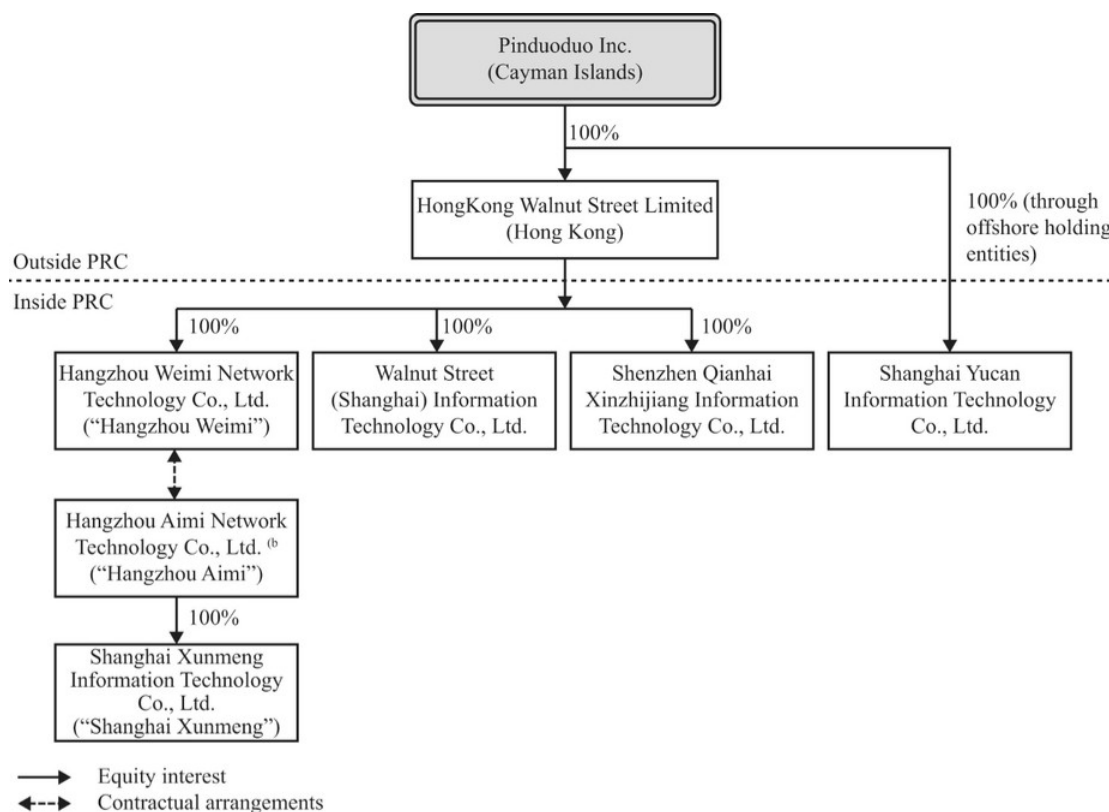 Pinduoduo Inc.
(Cayman Islands)
100%
HongKong Walnut Street Limited
(Hong Kong)
100% (through
offshore holding
entities)
Outside PRC
Inside PRC
100%
100%
100%
Hangzhou Weimi Network
Technology Co., Ltd.
(“Hangzhou Weimi”)
Walnut Street
(Shanghai) Information
Technology Co., Ltd.
Shenzhen Qianhai
Xinzhijiang Information
Technology Co., Ltd.
Shanghai Yucan
Information Technology
Co., Ltd.
Hangzhou Aimi Network
Technology Co., Ltd. (b
(“Hangzhou Aimi”)
100%
Shanghai Xunmeng
Information Technology
Co., Ltd.
(“Shanghai Xunmeng”)
Equity interest
Contractual arrangements